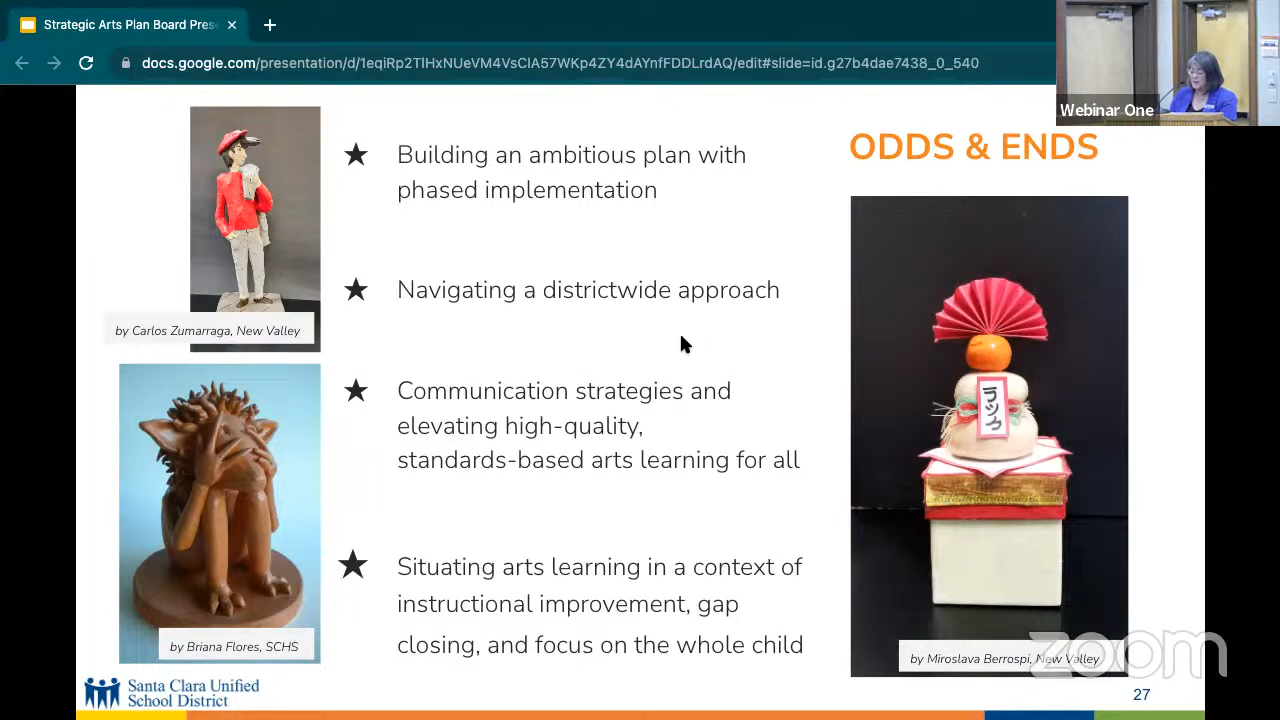 Strategic Arts Plan Board Pres
docs.google.com/presentation/d/1eqiRp2TlHxNUeVM4VsClA57WKp4ZY4dAYnfFDDLrdAQ/edit#slide=id.g27b4dae7438_0_540
Webinar One
ODDS & ENDS
★ Building an ambitious plan with
phased implementation
★ Navigating a districtwide approach
★ Communication strategies and
elevating high-quality,
standards-based arts learning for all
★ Situating arts learning in a context of
instructional improvement, gap
closing, and focus on the whole child
by Carlos Zumarraga, New Valley
by Briana Flores, SCHS
ラック
by Miroslava Berrospi, New Valley
zoom
Santa Clara Unified
School District
27